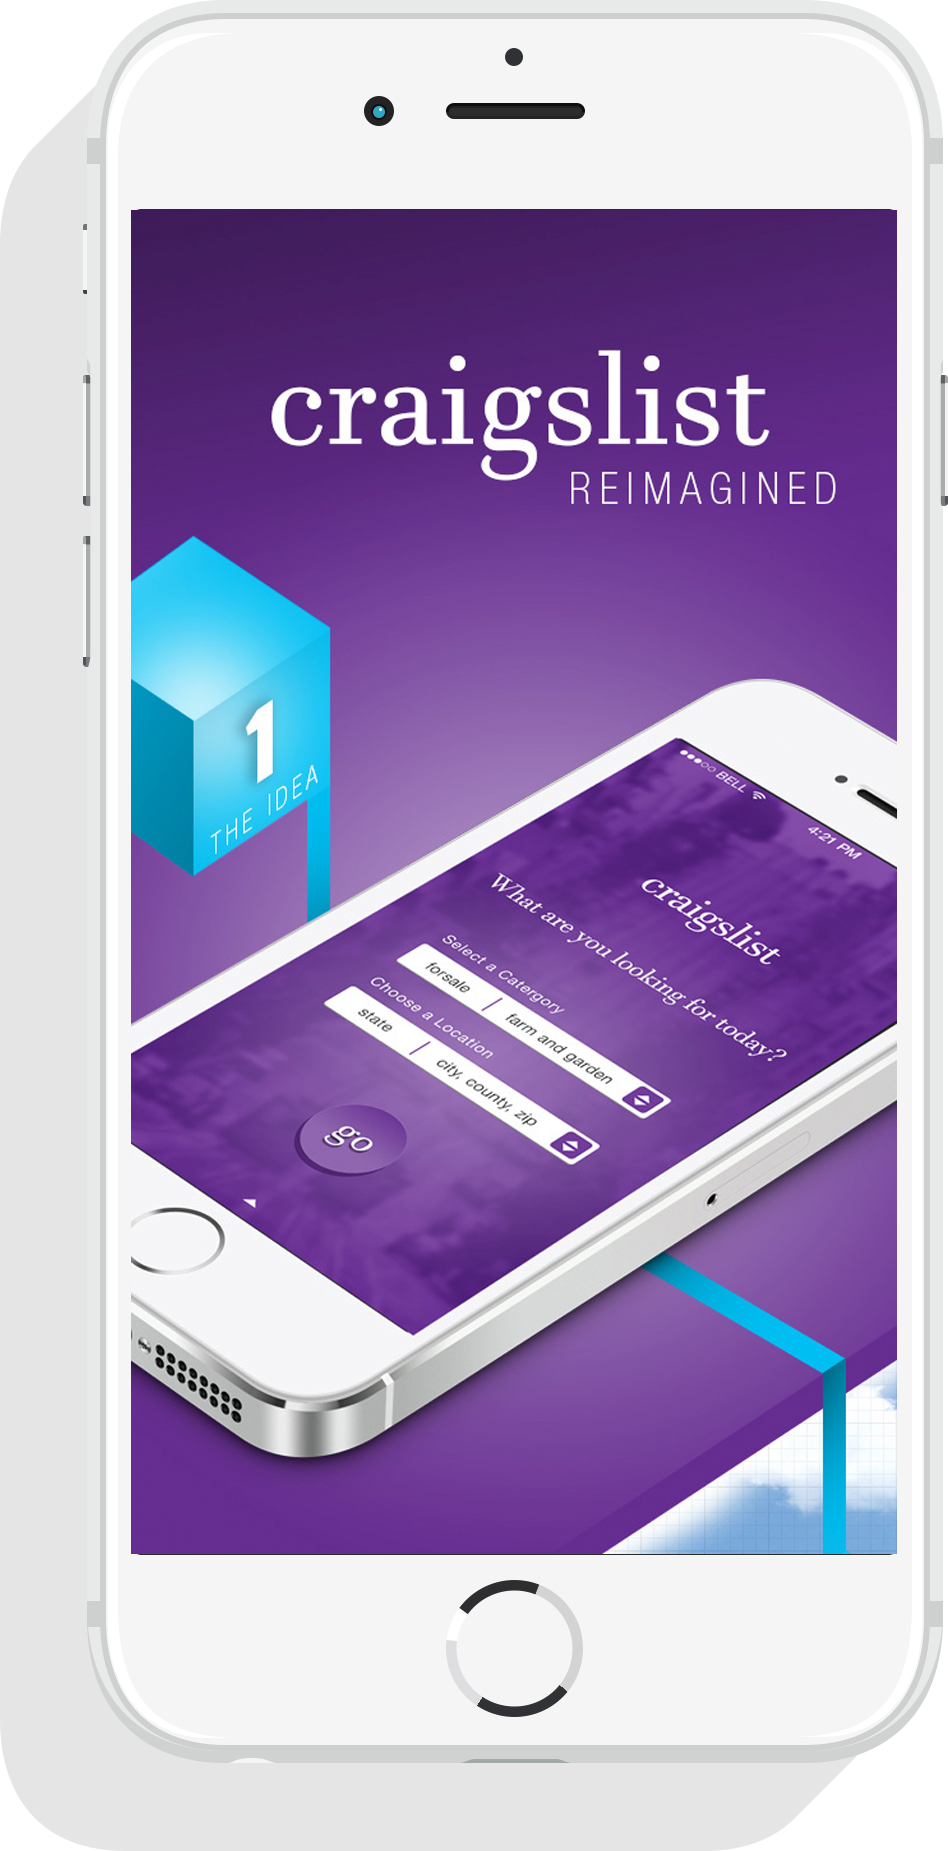 craigslist
REIMAGINED
1
THE IDEA
BELL
4:21 PM
craigslist
What are you looking for today?
Select a Catergory
forsale
farm and garden
Choose a Location
state
city, county, zip
go